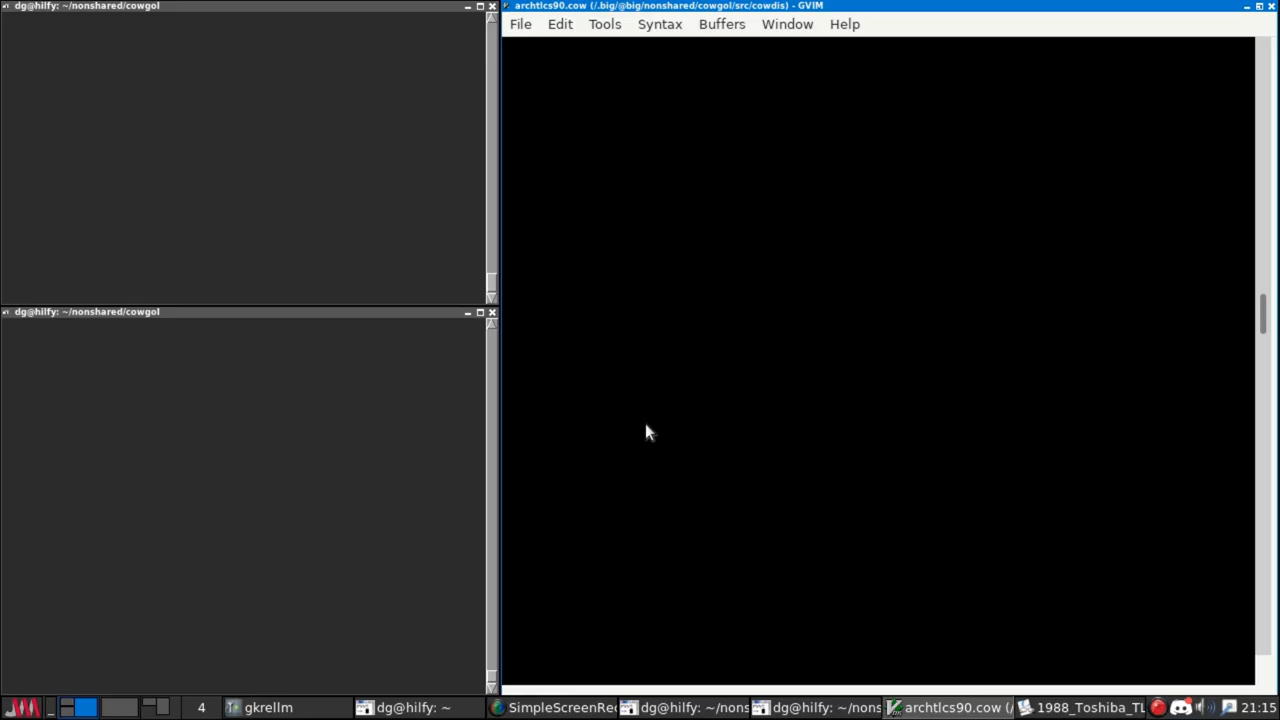 dg@hilfy: ~/nonshared/cowgol
archtlcs90.cow (/.big/@big/nonshared/cowgol/src/cowdis) - GVIM
File Edit Tools Syntax Buffers Window Help
dg@hilfy: ~/nonshared/cowgol
4 gkrellm dg@hilfy: ~ SimpleScreenRec dg@hilfy: ~/nons dg@hilfy: ~/nons archtlcs90.cow (/ 1988_Toshiba_TL 21:15